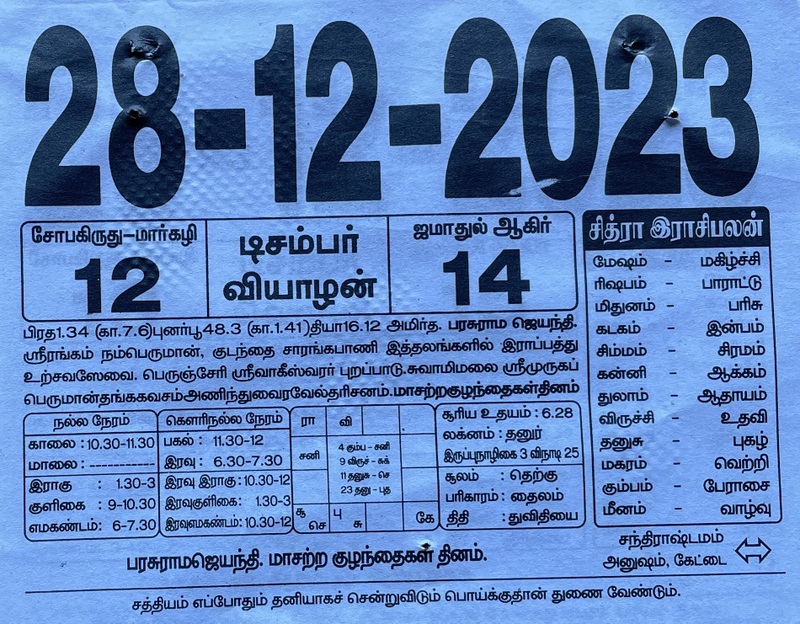 28-12-2023
சோபகிருது-மார்கழி
12
டிசம்பர்
வியாழன்
ஜமாதுல் ஆகிர்
14
பிரத1.34 (கா.7.6)புனர்பூ48.3 (கா.1.41)தியா16.12 அமிர்த. பரசுராம ஜெயந்தி.
ஸ்ரீரங்கம் நம்பெருமான், குடந்தை சாரங்கபாணி இத்தலங்களில் இராப்பத்து
உற்சவஸேவை. பெருஞ்சேரி ஸ்ரீவாகீஸ்வரர் புறப்பாடு.சுவாமிமலை ஸ்ரீமுருகப்
பெருமான்தங்ககவசம்அணிந்துவைரவேல்தரிசனம்.மாசற்றகுழந்தைகள்தினம்
நல்ல நேரம்
காலை :10.30-11.30
மாலை:-----------
இராகு : 1.30-3
குளிகை : 9-10.30
எமகண்டம்: 6-7.30
கௌரிநல்ல நேரம்
பகல் : 11.30-12
இரவு : 6.30-7.30
இரவு இராகு:10.30-12
இரவுகுளிகை: 1.30-3
இரவுஎமகண்டம்:10.30-12
ரா வி
சனி
4 கும்ப - சனி
9 விருச் - சுக்
11 தனுசு - செ
23 தனு - புத
சூ செ
பு சு
கே
சூரிய உதயம் : 6.28
லக்னம் : தனுர்
இருப்புநாழிகை 3 விநாடி 25
சூலம் : தெற்கு
பரிகாரம் : தைலம்
திதி : துவிதியை
சித்ரா இராசிபலன்
மேஷம் - மகிழ்ச்சி
ரிஷபம் - பாராட்டு
மிதுனம் - பரிசு
கடகம் - இன்பம்
சிம்மம் - சிரமம்
கன்னி - ஆக்கம்
துலாம் - ஆதாயம்
விருச்சி - உதவி
தனுசு - புகழ்
மகரம் - வெற்றி
கும்பம் - பேராசை
மீனம் - வாழ்வு
சந்திராஷ்டமம்
அனுஷம், கேட்டை
பரசுராமஜெயந்தி. மாசற்ற குழந்தைகள் தினம்.
சத்தியம் எப்போதும் தனியாகச் சென்றுவிடும் பொய்க்குதான் துணை வேண்டும்.